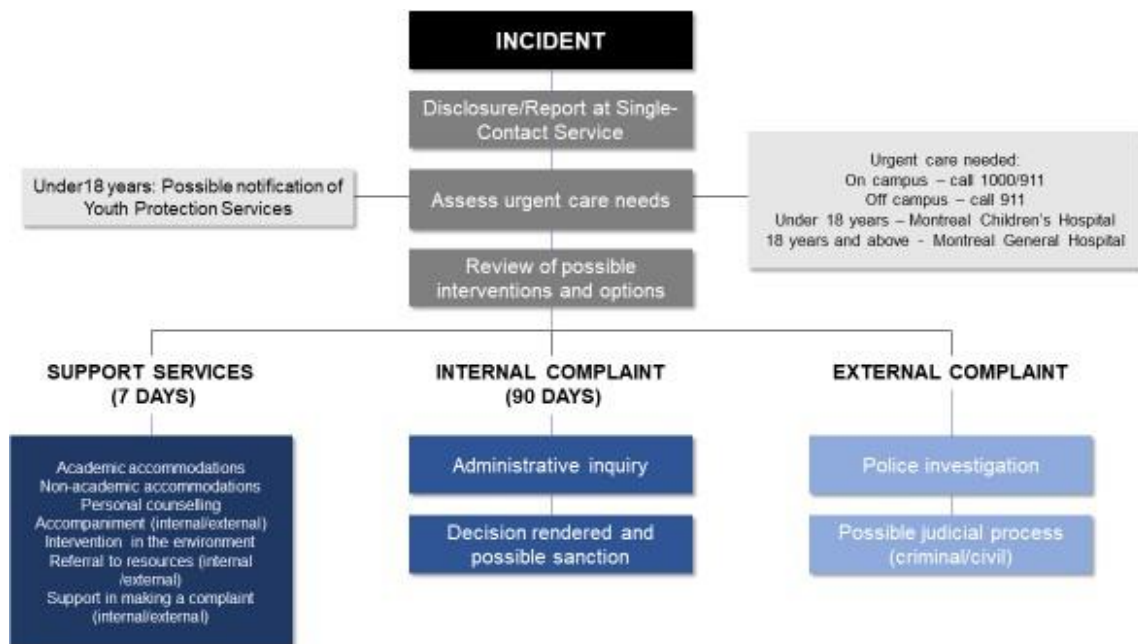 INCIDENT
Disclosure/Report at Single-
Contact Service
Under18 years: Possible notification of
Youth Protection Services
Assess urgent care needs
Urgent care needed:
On campus – call 1000/911
Off campus – call 911
Under 18 years – Montreal Children's Hospital
18 years and above - Montreal General Hospital
Review of possible
interventions and options
SUPPORT SERVICES
(7 DAYS)
Academic accommodations
Non-academic accommodations
Personal counselling
Accompaniment (internal/external)
Intervention in the environment
Referral to resources (internal
/external)
Support in making a complaint
(internal/external)
INTERNAL COMPLAINT
(90 DAYS)
Administrative inquiry
Decision rendered and
possible sanction
EXTERNAL COMPLAINT
Police investigation
Possible judicial process
(criminal/civil)